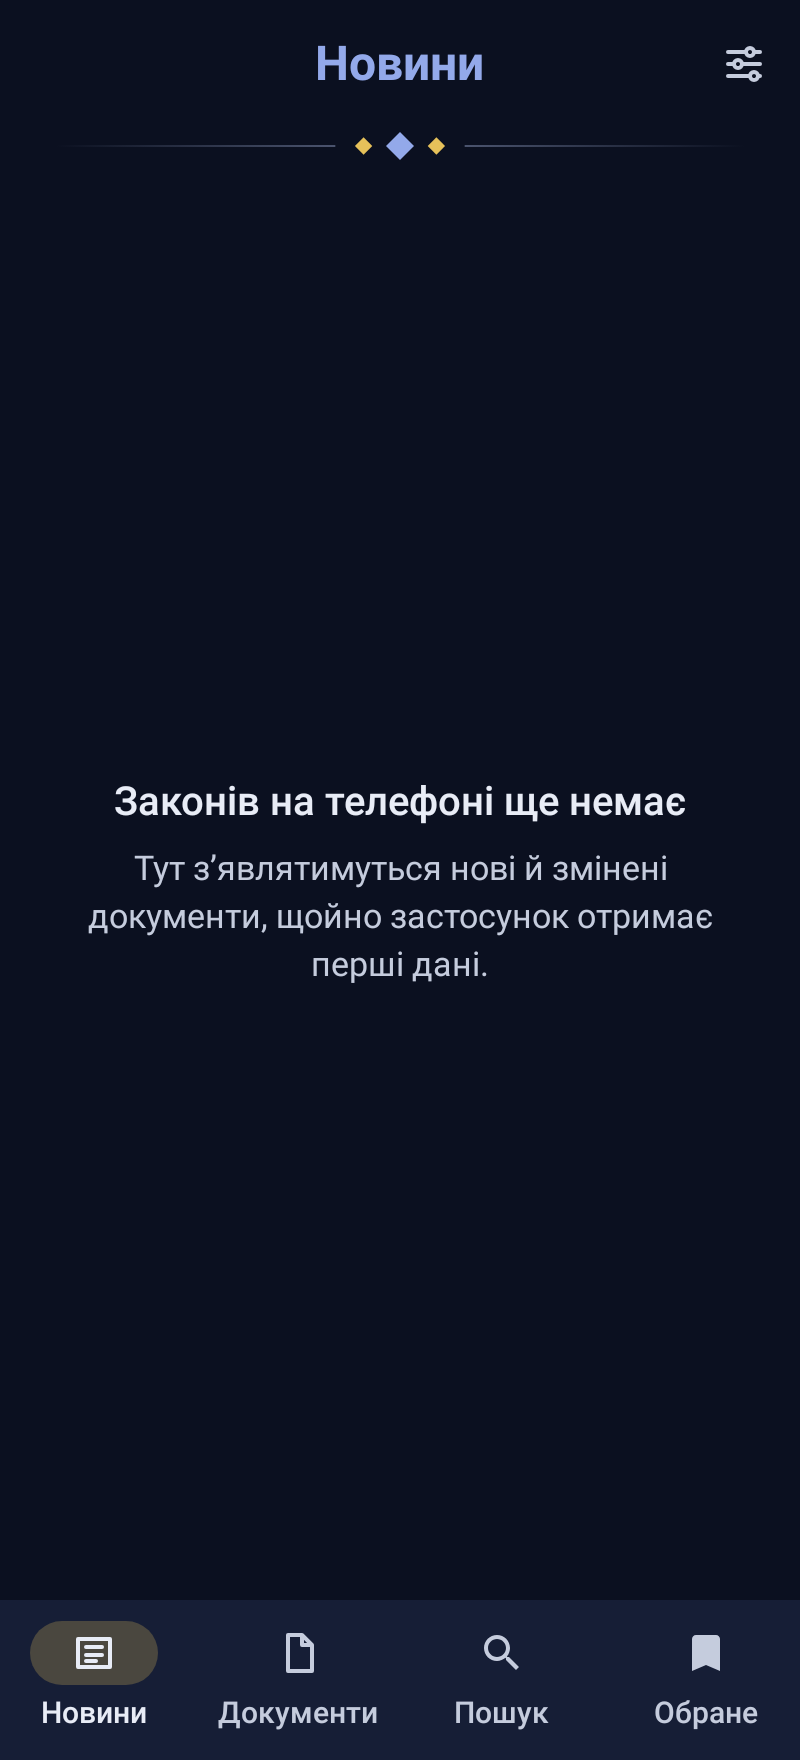 Новини
Законів на телефоні ще немає
Тут з’являтимуться нові й змінені
документи, щойно застосунок отримає
перші дані.
Новини
Документи
Пошук
Обране